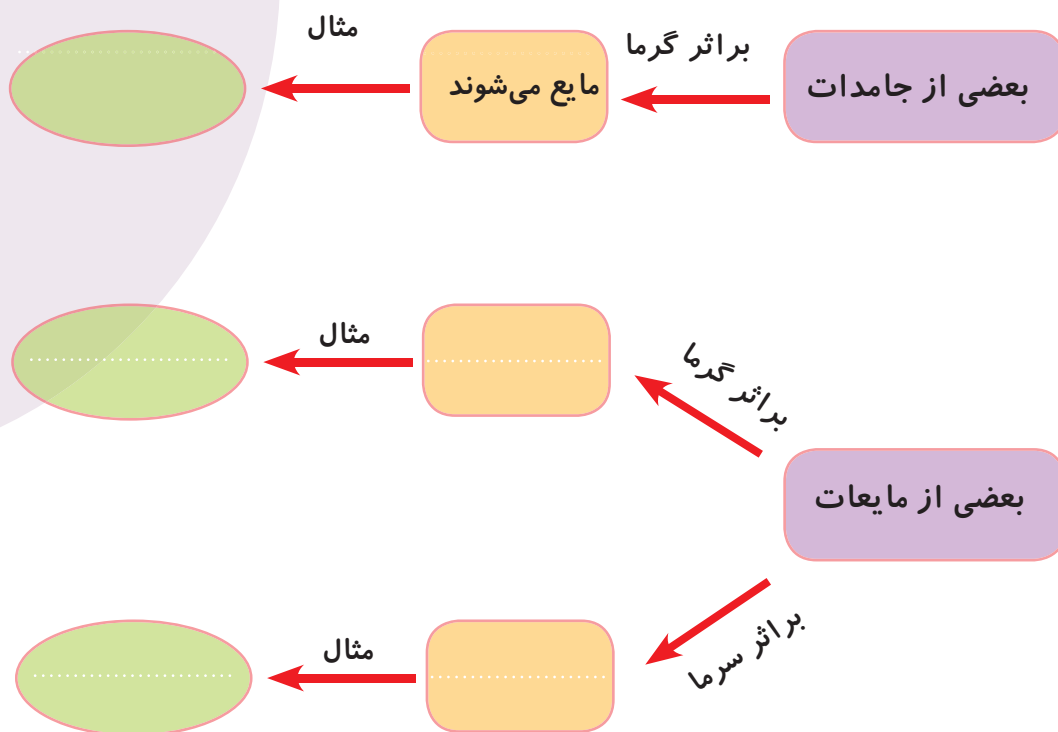 بعضی از جامدات
براثر گرما
مایع می‌شوند
مثال
بعضی از مایعات
براثر گرما
مثال
براثر سرما
مثال